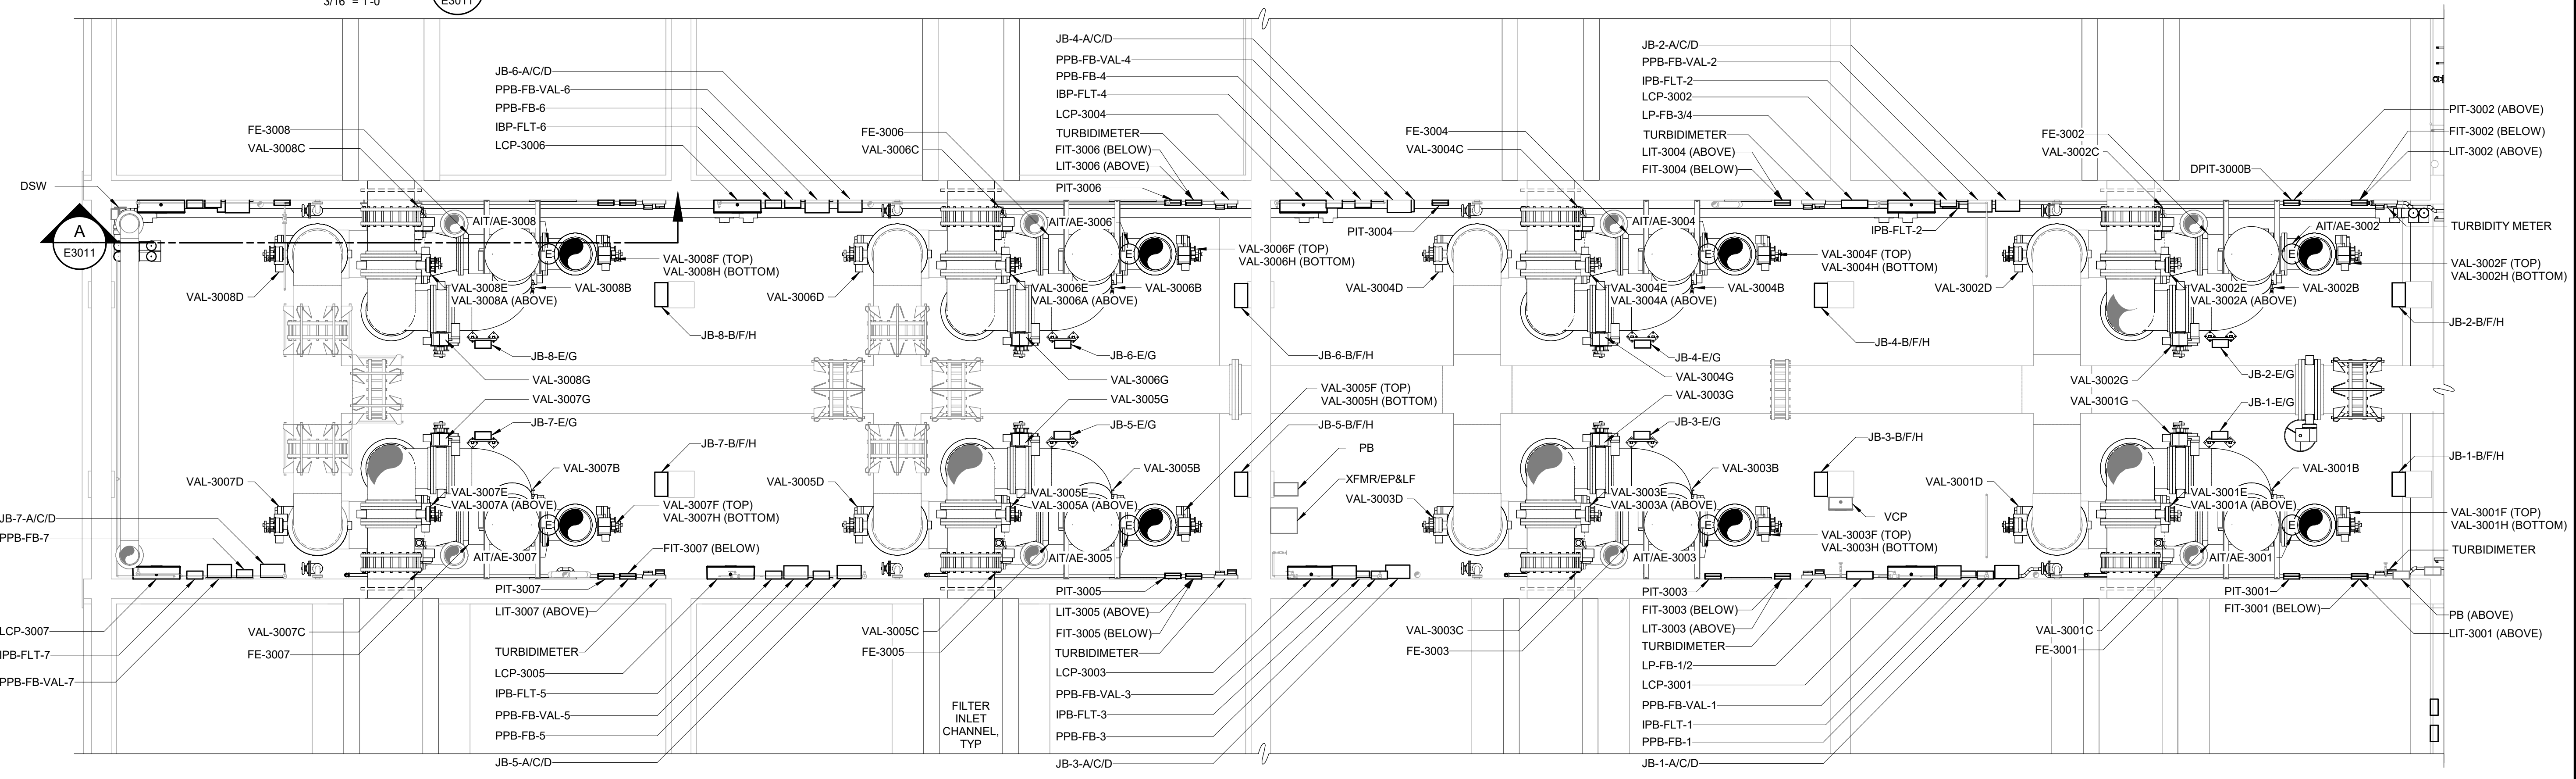 3/16" = 1'-0"
E3011
JB-4-A/C/D
PPB-FB-VAL-4
PPB-FB-4
IBP-FLT-4
LCP-3004
TURBIDIMETER
FIT-3006 (BELOW)
LIT-3006 (ABOVE)
PIT-3006
JB-2-A/C/D
PPB-FB-VAL-2
IPB-FLT-2
LCP-3002
LP-FB-3/4
TURBIDIMETER
LIT-3004 (ABOVE)
FIT-3004 (BELOW)
JB-6-A/C/D
PPB-FB-VAL-6
PPB-FB-6
IBP-FLT-6
LCP-3006
FE-3008
VAL-3008C
FE-3006
VAL-3006C
FE-3004
VAL-3004C
FE-3002
VAL-3002C
PIT-3002 (ABOVE)
FIT-3002 (BELOW)
LIT-3002 (ABOVE)
DPIT-3000B
DSW
A
E3011
AIT/AE-3008
AIT/AE-3006
AIT/AE-3004
AIT/AE-3002
PIT-3004
IPB-FLT-2
TURBIDITY METER
E
E
E
E
VAL-3008F (TOP)
VAL-3008H (BOTTOM)
VAL-3006F (TOP)
VAL-3006H (BOTTOM)
VAL-3004F (TOP)
VAL-3004H (BOTTOM)
VAL-3002F (TOP)
VAL-3002H (BOTTOM)
VAL-3008D
VAL-3008E
VAL-3008A (ABOVE)
VAL-3008B
VAL-3006D
VAL-3006E
VAL-3006A (ABOVE)
VAL-3006B
VAL-3004D
VAL-3004E
VAL-3004A (ABOVE)
VAL-3004B
VAL-3002D
VAL-3002E
VAL-3002A (ABOVE)
VAL-3002B
JB-8-B/F/H
JB-6-B/F/H
JB-4-B/F/H
JB-2-B/F/H
JB-8-E/G
JB-6-E/G
JB-4-E/G
JB-2-E/G
VAL-3008G
VAL-3006G
VAL-3004G
VAL-3002G
VAL-3007G
VAL-3005G
VAL-3003G
VAL-3001G
VAL-3005F (TOP)
VAL-3005H (BOTTOM)
JB-7-E/G
JB-5-E/G
JB-3-E/G
JB-1-E/G
JB-7-B/F/H
JB-5-B/F/H
JB-3-B/F/H
JB-1-B/F/H
PB
XFMR/EP&LF
VCP
VAL-3007B
VAL-3005B
VAL-3003B
VAL-3001B
VAL-3007D
VAL-3007E
VAL-3007A (ABOVE)
VAL-3007F (TOP)
VAL-3007H (BOTTOM)
VAL-3005D
VAL-3005E
VAL-3005A (ABOVE)
VAL-3003D
VAL-3003E
VAL-3003A (ABOVE)
VAL-3003F (TOP)
VAL-3003H (BOTTOM)
VAL-3001D
VAL-3001E
VAL-3001A (ABOVE)
VAL-3001F (TOP)
VAL-3001H (BOTTOM)
E
E
E
E
JB-7-A/C/D
PPB-FB-7
AIT/AE-3007
AIT/AE-3005
AIT/AE-3003
AIT/AE-3001
FIT-3007 (BELOW)
TURBIDIMETER
PIT-3007
LIT-3007 (ABOVE)
TURBIDIMETER
LCP-3005
IPB-FLT-5
PPB-FB-VAL-5
PPB-FB-5
JB-5-A/C/D
PIT-3005
LIT-3005 (ABOVE)
FIT-3005 (BELOW)
TURBIDIMETER
LCP-3003
PPB-FB-VAL-3
IPB-FLT-3
PPB-FB-3
JB-3-A/C/D
PIT-3003
FIT-3003 (BELOW)
LIT-3003 (ABOVE)
TURBIDIMETER
LP-FB-1/2
LCP-3001
PPB-FB-VAL-1
IPB-FLT-1
PPB-FB-1
JB-1-A/C/D
PIT-3001
FIT-3001 (BELOW)
PB (ABOVE)
LIT-3001 (ABOVE)
LCP-3007
IPB-FLT-7
PPB-FB-VAL-7
VAL-3007C
FE-3007
VAL-3005C
FE-3005
VAL-3003C
FE-3003
VAL-3001C
FE-3001
FILTER
INLET
CHANNEL,
TYP